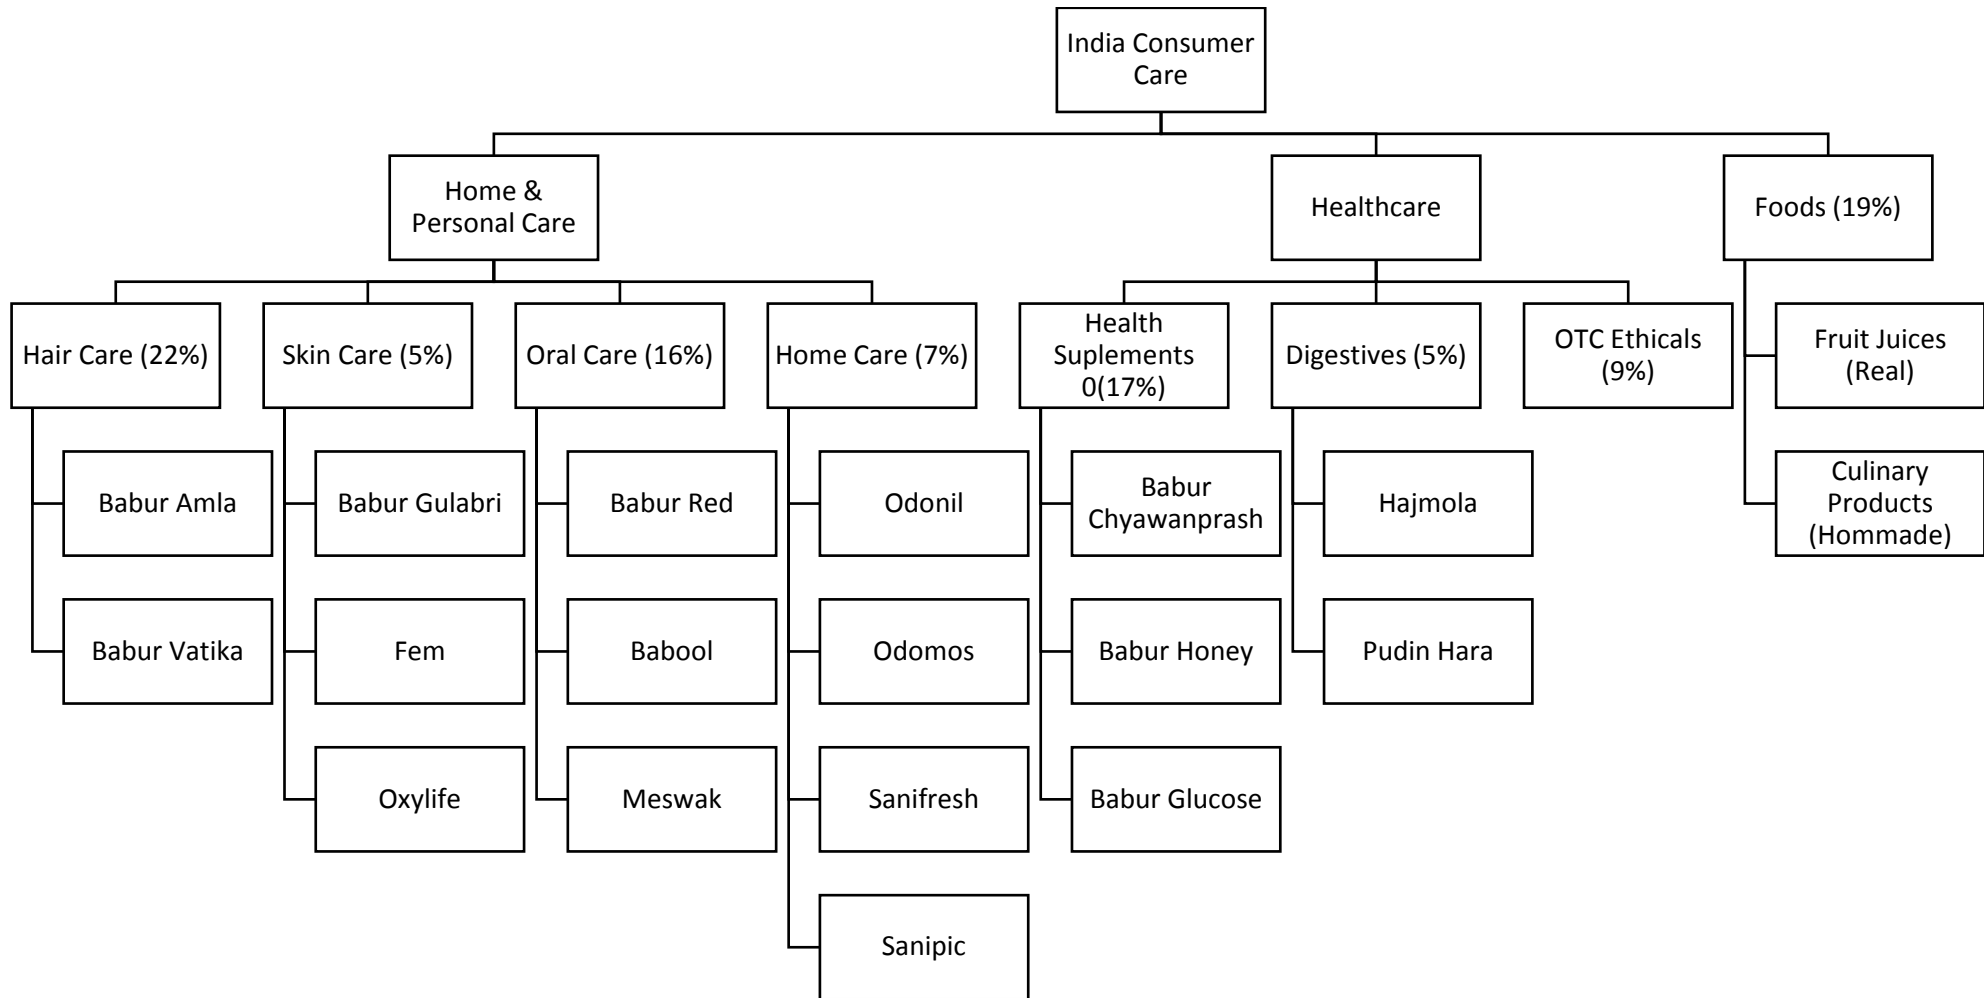 India Consumer
Care
Home &
Personal Care
Healthcare
Foods (19%)
Hair Care (22%)
Skin Care (5%)
Oral Care (16%)
Home Care (7%)
Health
Suplements
0(17%)
Digestives (5%)
OTC Ethicals
(9%)
Fruit Juices
(Real)
Babur Amla
Babur Gulabri
Babur Red
Odonil
Babur
Chyawanprash
Hajmola
Culinary
Products
(Hommade)
Babur Vatika
Fem
Babool
Odomos
Babur Honey
Pudin Hara
Oxylife
Meswak
Sanifresh
Babur Glucose
Sanipic